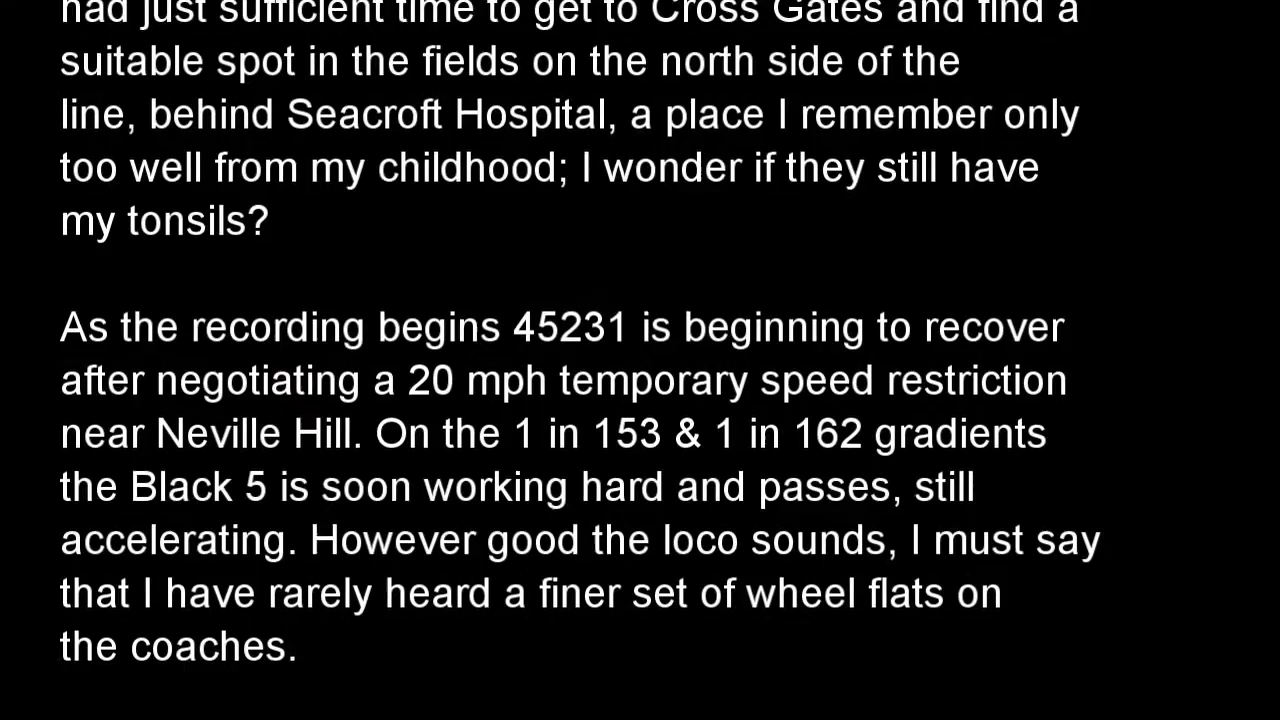 had just sufficient time to get to Cross Gates and find a
suitable spot in the fields on the north side of the
line, behind Seacroft Hospital, a place I remember only
too well from my childhood; I wonder if they still have
my tonsils?
As the recording begins 45231 is beginning to recover
after negotiating a 20 mph temporary speed restriction
near Neville Hill. On the 1 in 153 & 1 in 162 gradients
the Black 5 is soon working hard and passes, still
accelerating. However good the loco sounds, I must say
that I have rarely heard a finer set of wheel flats on
the coaches.